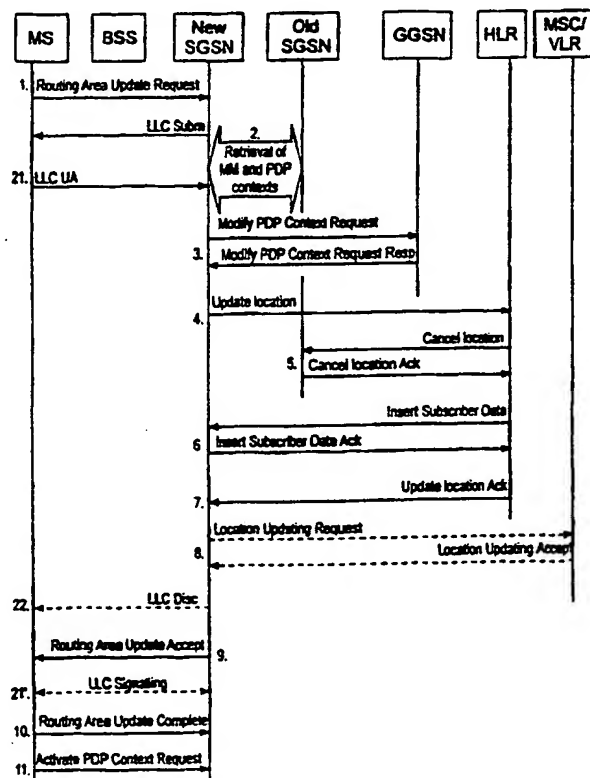 MS
BSS
New
SGSN
Old
SGSN
GGSN
HLR
MSC/
VLR
1. Routing Area Update Request
LLC Subm
2.
Retrieval of
MM and PDP
contexts
21. LLC UA
Modify PDP Context Request
3. Modify PDP Context Request Resp
Update location
4.
Cancel location
5. Cancel location Ack
Insert Subscriber Data
6 Insert Subscriber Data Ack
Update location Ack
7.
Location Updating Request
Location Updating Accept
8.
22. LLC Disc
Routing Area Update Accept
9.
21'. LLC Signalling
Routing Area Update Complete
10.
Activate PDP Context Request
11.